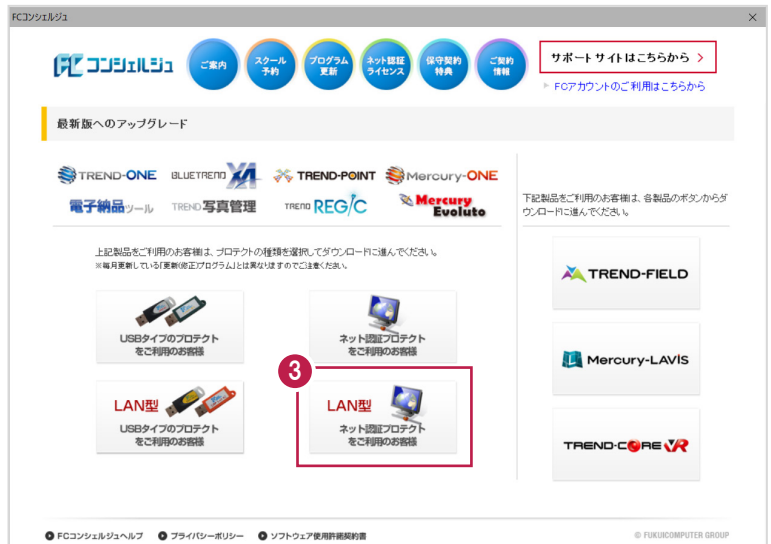 FCコンシェルジュ
FCコンシェルジュ
ご案内
スクール
予約
プログラム
更新
ネット認証
ライセンス
保守契約
特典
ご契約
情報
サポートサイトはこちらから >
FCアカウントのご利用はこちらから
最新版へのアップグレード
TREND-ONE
BLUETREND XA
TREND-POINT
Mercury-ONE
電子納品ツール
TREND写真管理
TREND REG/C
Mercury
Evoluto
下記製品をご利用のお客様は、各製品のボタンからダ
ウンロードに進んでください。
上記製品をご利用のお客様は、プロテクトの種類を選択してダウンロードに進んでください。
※毎月更新している「更新(修正)プログラム」とは異なりますのでご注意ください。
USBタイプのプロテクト
をご利用のお客様
ネット認証プロテクト
をご利用のお客様
3
LAN型
USBタイプのプロテクト
をご利用のお客様
LAN型
ネット認証プロテクト
をご利用のお客様
TREND-FIELD
Mercury-LAVIS
TREND-CORE VR
FCコンシェルジュヘルプ
プライバシーポリシー
ソフトウェア使用許諾契約書
© FUKUICOMPUTER GROUP